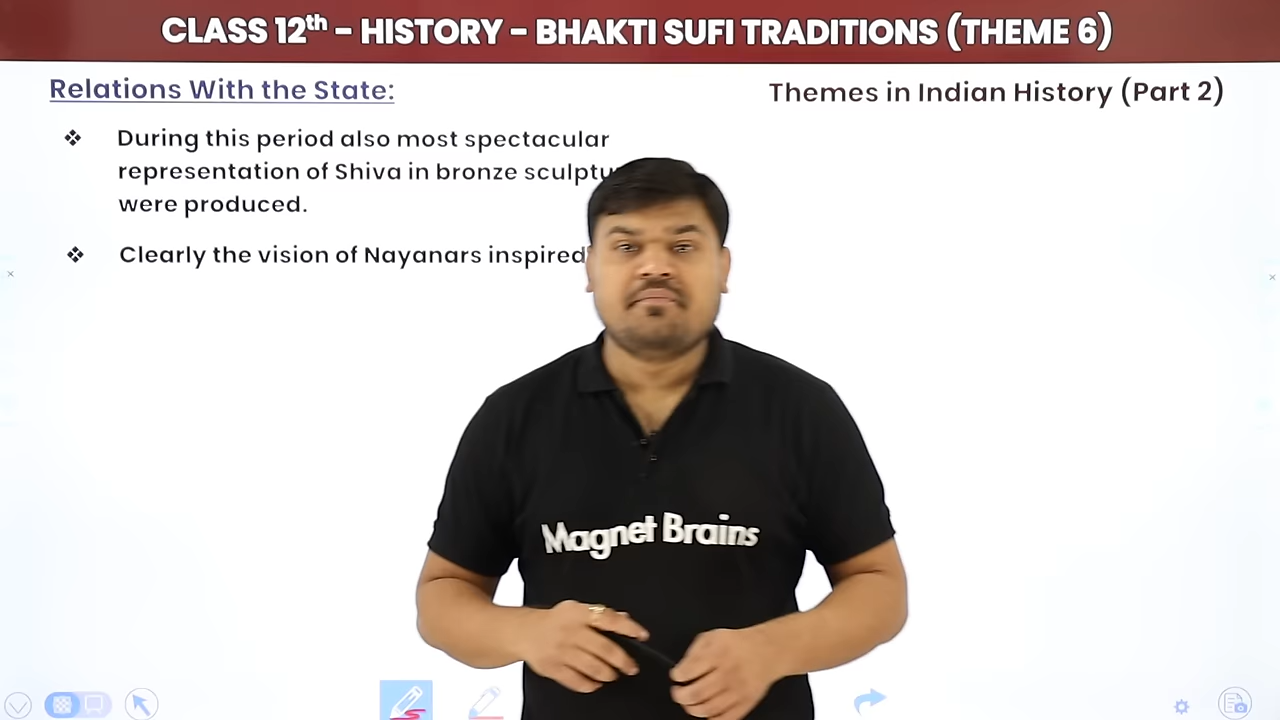 CLASS 12th - HISTORY - BHAKTI SUFI TRADITIONS (THEME 6)
Relations With the State:
Themes in Indian History (Part 2)
❖ During this period also most spectacular
representation of Shiva in bronze
were produced.
❖ Clearly the vision of Nayanars inspired
Magnet Brains